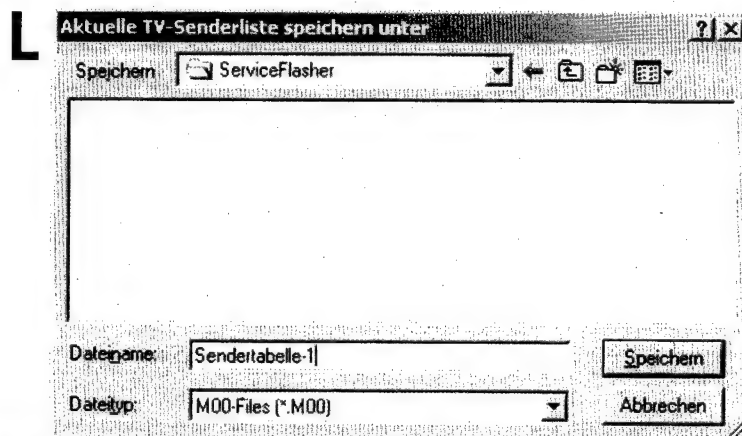 L
Aktuelle TV-Senderliste speichern unter
Speichern ServiceFlasher
Dateiname: Sendertabelle-1 Speichern
Dateityp: M00-Files (*.M00) Abbrechen